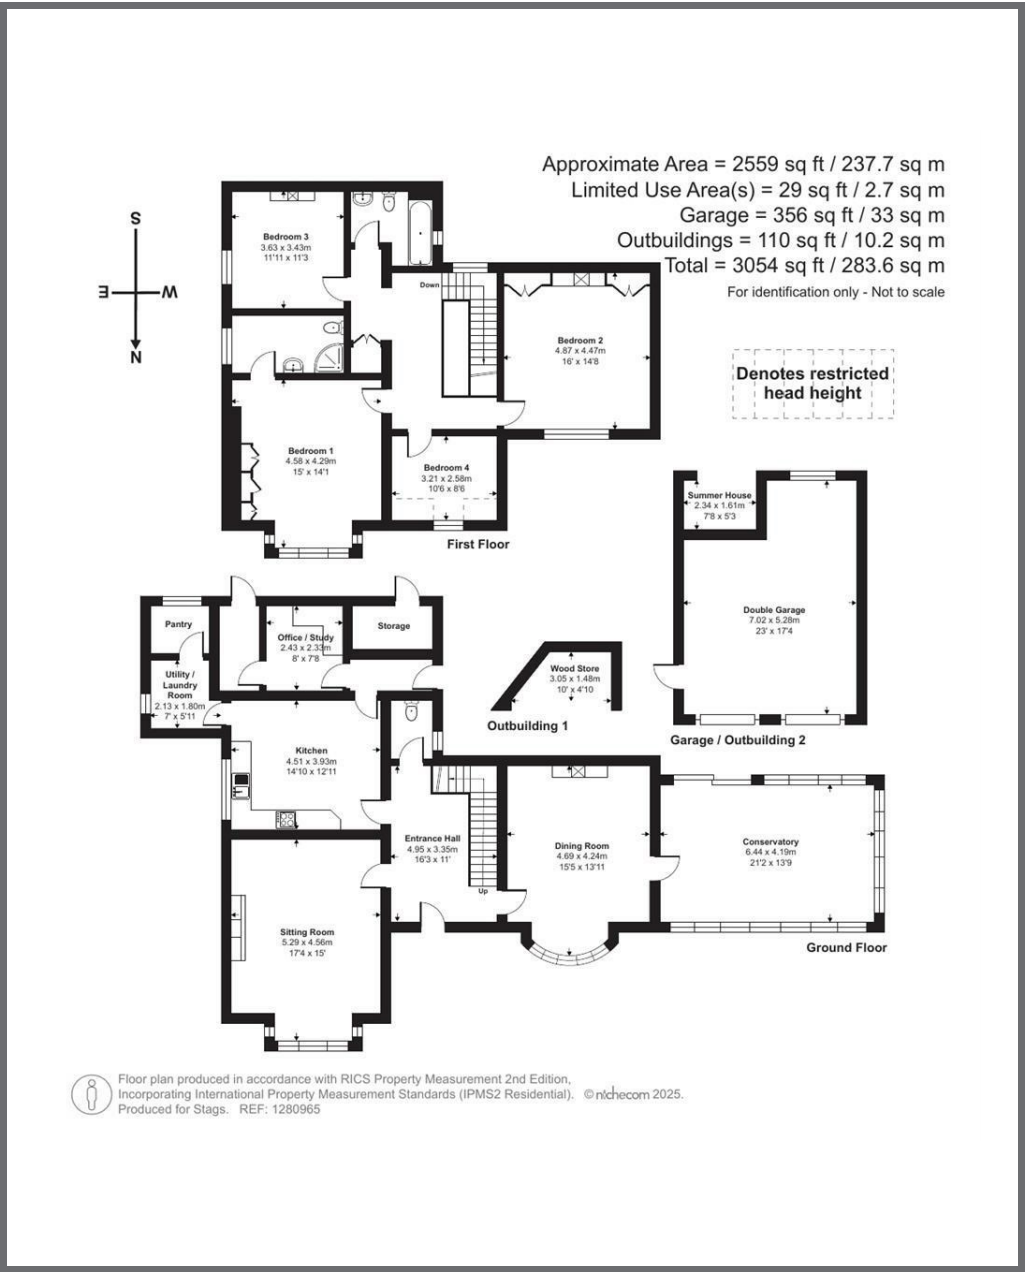 Approximate Area = 2559 sq ft / 237.7 sq m
Limited Use Area(s) = 29 sq ft / 2.7 sq m
Garage = 356 sq ft / 33 sq m
Outbuildings = 110 sq ft / 10.2 sq m
Total = 3054 sq ft / 283.6 sq m
For identification only - Not to scale
S
E
W
N
Bedroom 3
3.63 x 3.43m
11'11 x 11'3
Down
Bedroom 2
4.87 x 4.47m
16' x 14'8
Denotes restricted
head height
Bedroom 1
4.58 x 4.29m
15' x 14'1
Bedroom 4
3.21 x 2.58m
10'6 x 8'6
First Floor
Summer House
2.34 x 1.61m
7'8 x 5'3
Double Garage
7.02 x 5.28m
23' x 17'4
Garage / Outbuilding 2
Pantry
Office / Study
2.43 x 2.33m
8' x 7'8
Storage
Utility /
Laundry
Room
2.13 x 1.80m
7' x 5'11
Wood Store
3.05 x 1.48m
10' x 4'10
Outbuilding 1
Kitchen
4.51 x 3.93m
14'10 x 12'11
Entrance Hall
4.95 x 3.35m
16'3 x 11'
Up
Dining Room
4.69 x 4.24m
15'5 x 13'11
Conservatory
6.44 x 4.19m
21'2 x 13'9
Sitting Room
5.29 x 4.56m
17'4 x 15'
Ground Floor
Floor plan produced in accordance with RICS Property Measurement 2nd Edition,
Incorporating International Property Measurement Standards (IPMS2 Residential). © nichecom 2025.
Produced for Stags. REF: 1280965